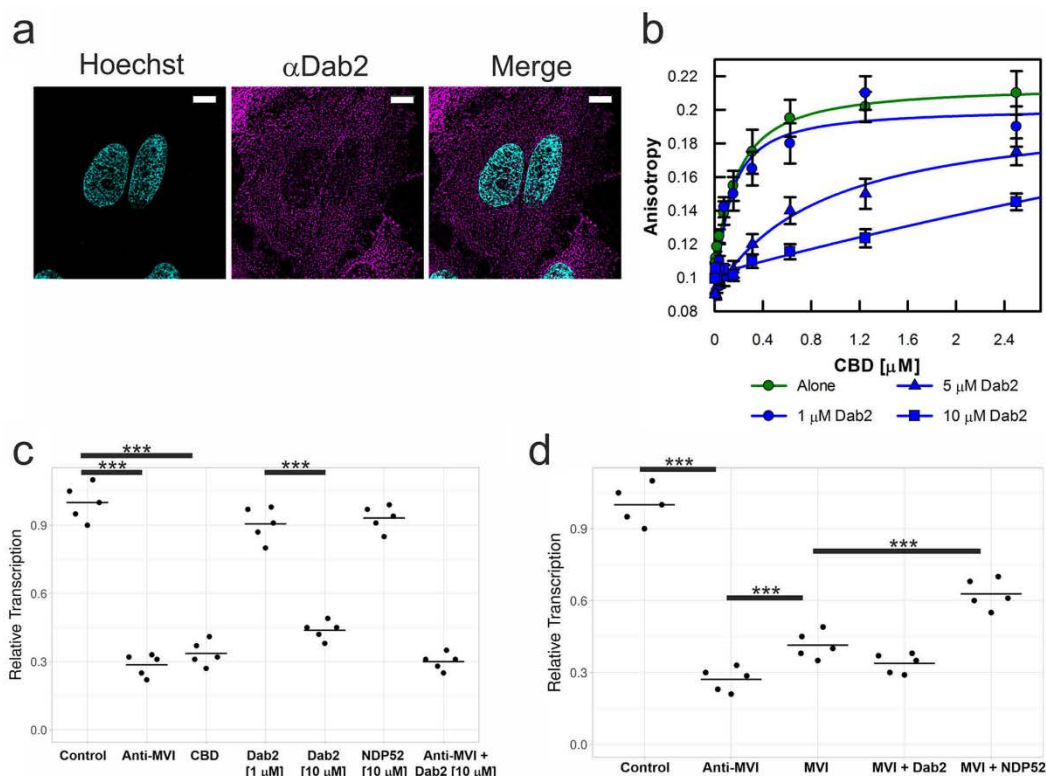 a
Hoechst
αDab2
Merge
b
Anisotropy
0.22
0.2
0.18
0.16
0.14
0.12
0.1
0.08
0
0.4
0.8
1.2
1.6
2
2.4
CBD [μM]
Alone
5 μM Dab2
1 μM Dab2
10 μM Dab2
c
Relative Transcription
0.9
0.6
0.3
0.0
***
***
***
Control
Anti-MVI
CBD
Dab2
[1 μM]
Dab2
[10 μM]
NDP52
[10 μM]
Anti-MVI +
Dab2 [10 μM]
d
Relative Transcription
0.9
0.6
0.3
0.0
***
***
***
Control
Anti-MVI
MVI
MVI + Dab2
MVI + NDP52